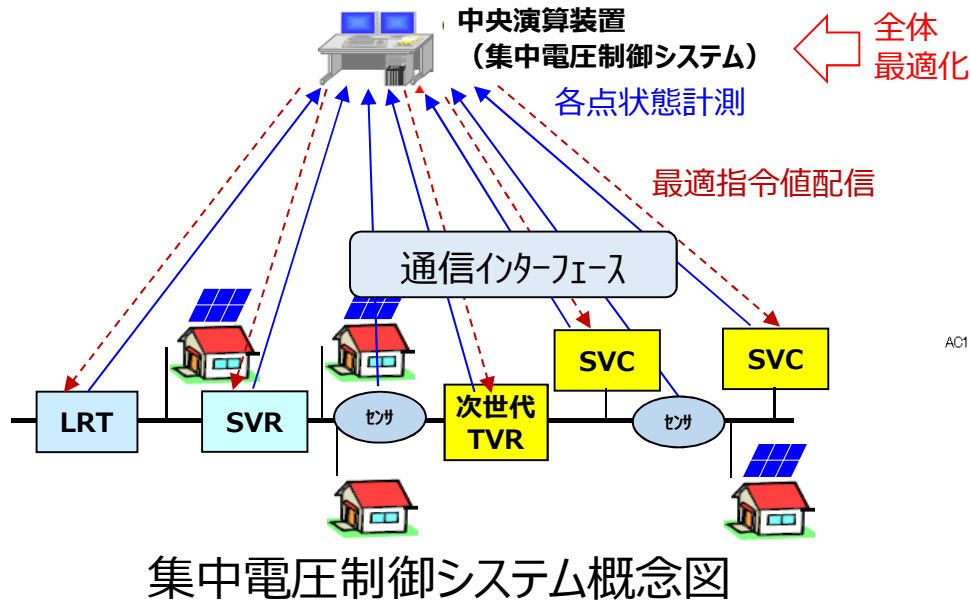 中央演算装置
（集中電圧制御システム）
全体
最適化
各点状態計測
最適指令値配信
通信インターフェース
SVC
SVC
AC1
LRT
SVR
センサ
次世代
TVR
センサ
集中電圧制御システム概念図